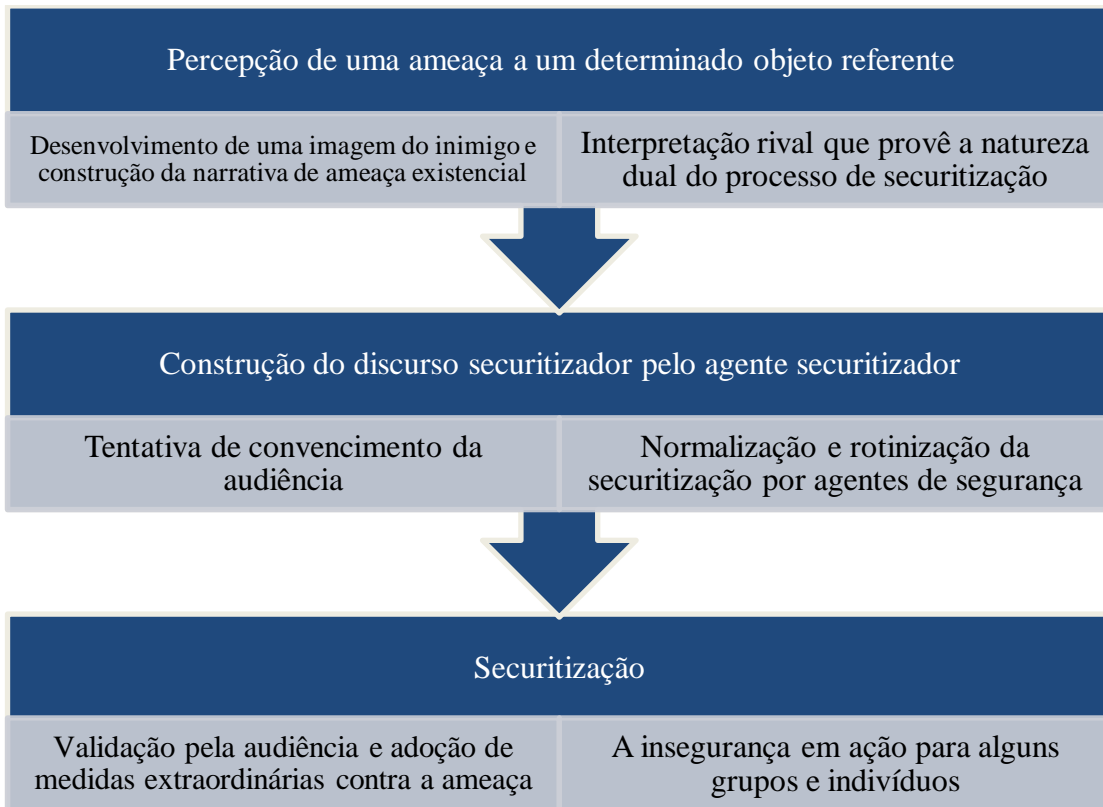 Percepção de uma ameaça a um determinado objeto referente
Desenvolvimento de uma imagem do inimigo e
construção da narrativa de ameaça existencial
Interpretação rival que provê a natureza
dual do processo de securitização
Construção do discurso securitizador pelo agente securitizador
Tentativa de convencimento da
audiência
Normalização e rotinização da
securitização por agentes de segurança
Securitização
Validação pela audiência e adoção de
medidas extraordinárias contra a ameaça
A insegurança em ação para alguns
grupos e indivíduos